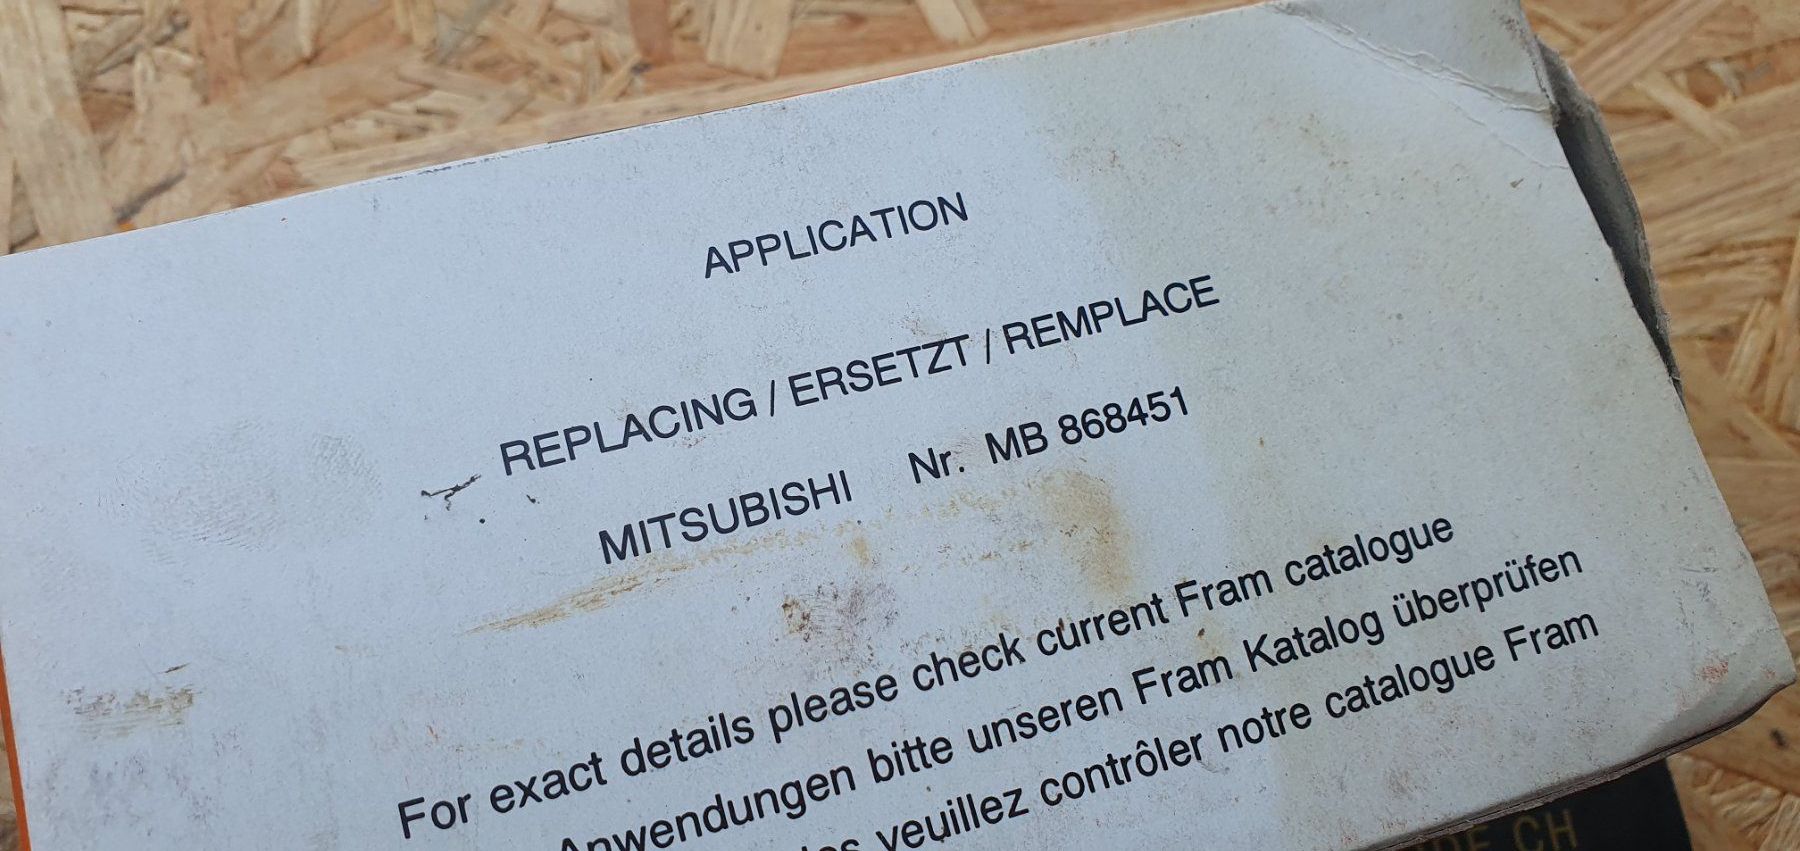 APPLICATION
REPLACING / ERSETZT / REMPLACE
MITSUBISHI Nr. MB 868451
For exact details please check current Fram catalogue
Anwendungen bitte unseren Fram Katalog überprüfen
veuillez contrôler notre catalogue Fram
CH